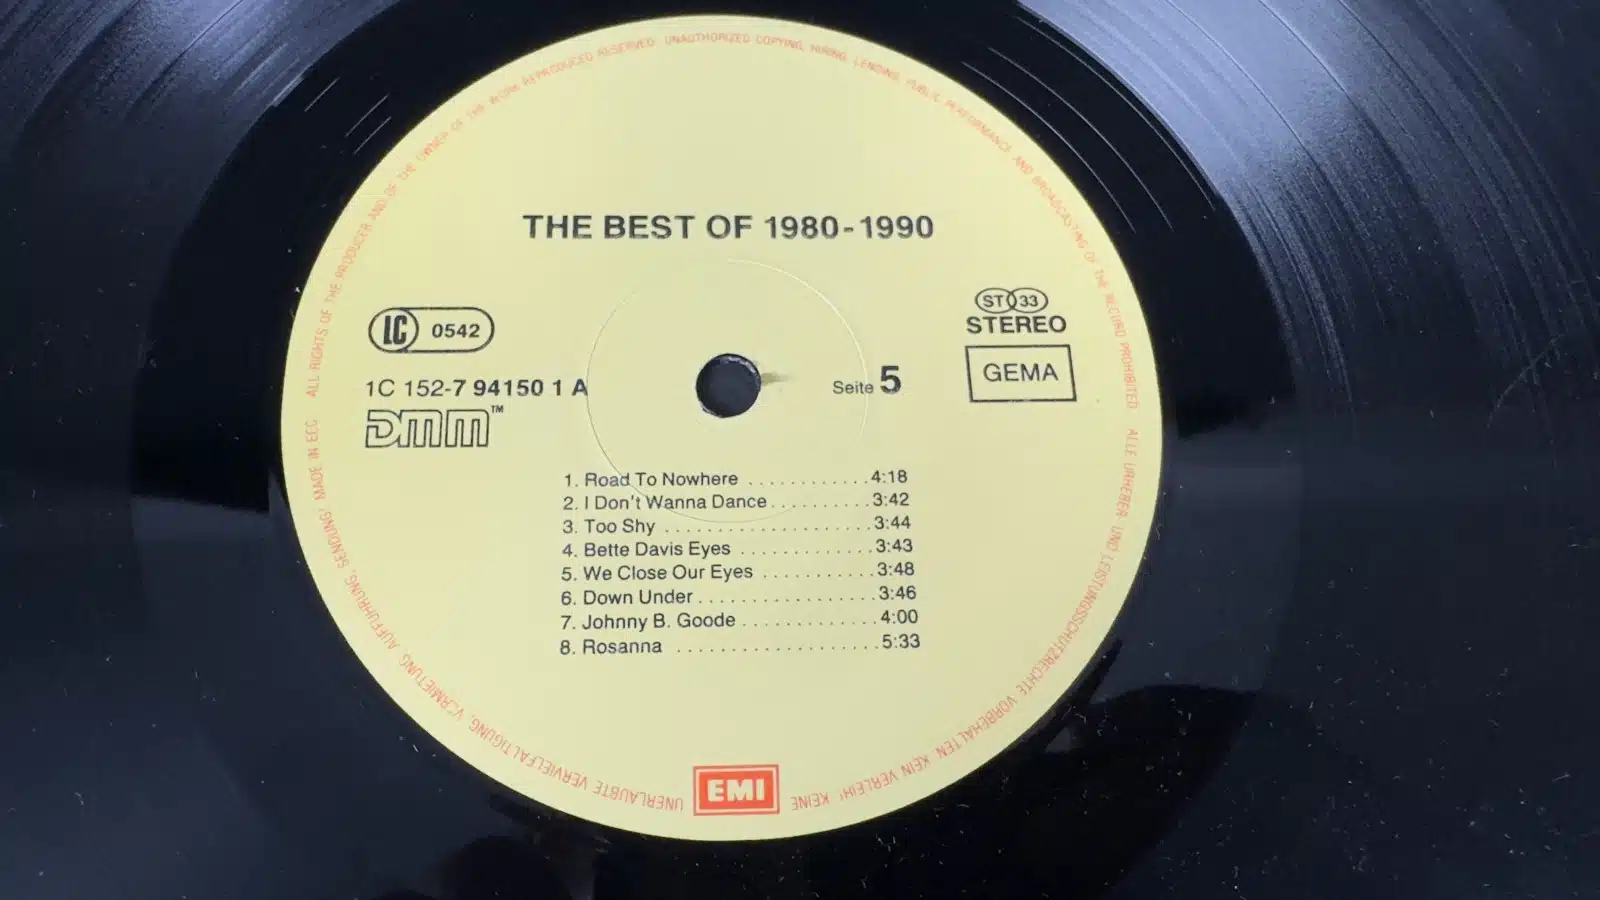 ALL RIGHTS OF THE PRODUCER AND OF THE OWNER OF THE WORK REPRODUCED RESERVED. UNAUTHORIZED COPYING, HIRING, LENDING, PUBLIC PERFORMANCE AND BROADCASTING OF THE RECORD PROHIBITED
THE BEST OF 1980-1990
LC 0542
ST 33
STEREO
1C 152-7 94150 1 A
Seite 5
GEMA
DMM™
1. Road To Nowhere ............4:18
2. I Don't Wanna Dance..........3:42
3. Too Shy ....................3:44
4. Bette Davis Eyes .............3:43
5. We Close Our Eyes ...........3:48
6. Down Under.................3:46
7. Johnny B. Goode .............4:00
8. Rosanna ...................5:33
ALLE URHEBER- UND LEISTUNGSSCHUTZRECHTE VORBEHALTEN. KEIN VERLEIH! KEINE
EMI
UNERLAUBTE VERVIELFÄLTIGUNG, VERMIETUNG, AUFFÜHRUNG, SENDUNG! MADE IN EEC